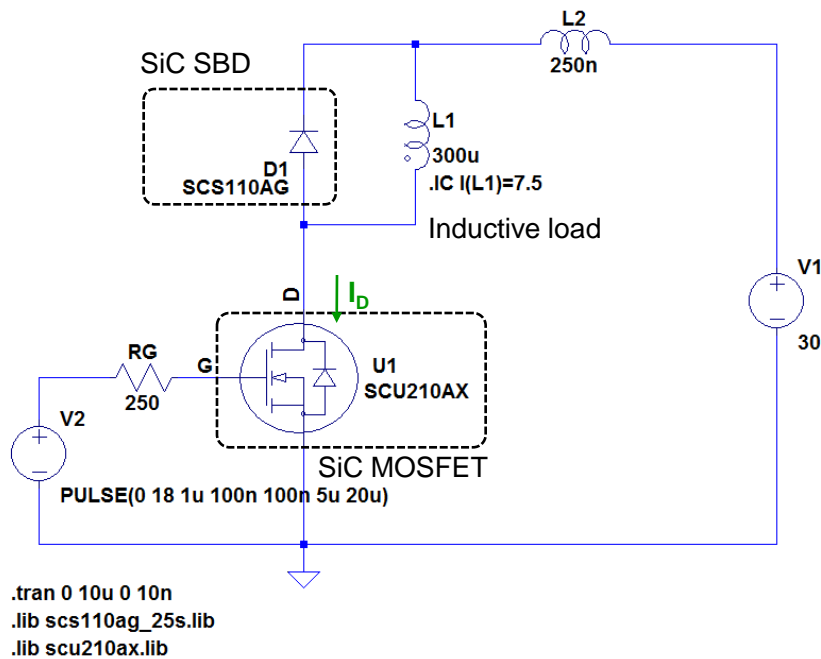 L2
250n
SiC SBD
D1
SCS110AG
L1
300u
.IC I(L1)=7.5
Inductive load
V1
30
D
ID
RG
250
G
U1
SCU210AX
V2
SiC MOSFET
PULSE(0 18 1u 100n 100n 5u 20u)
.tran 0 10u 0 10n
.lib scs110ag_25s.lib
.lib scu210ax.lib